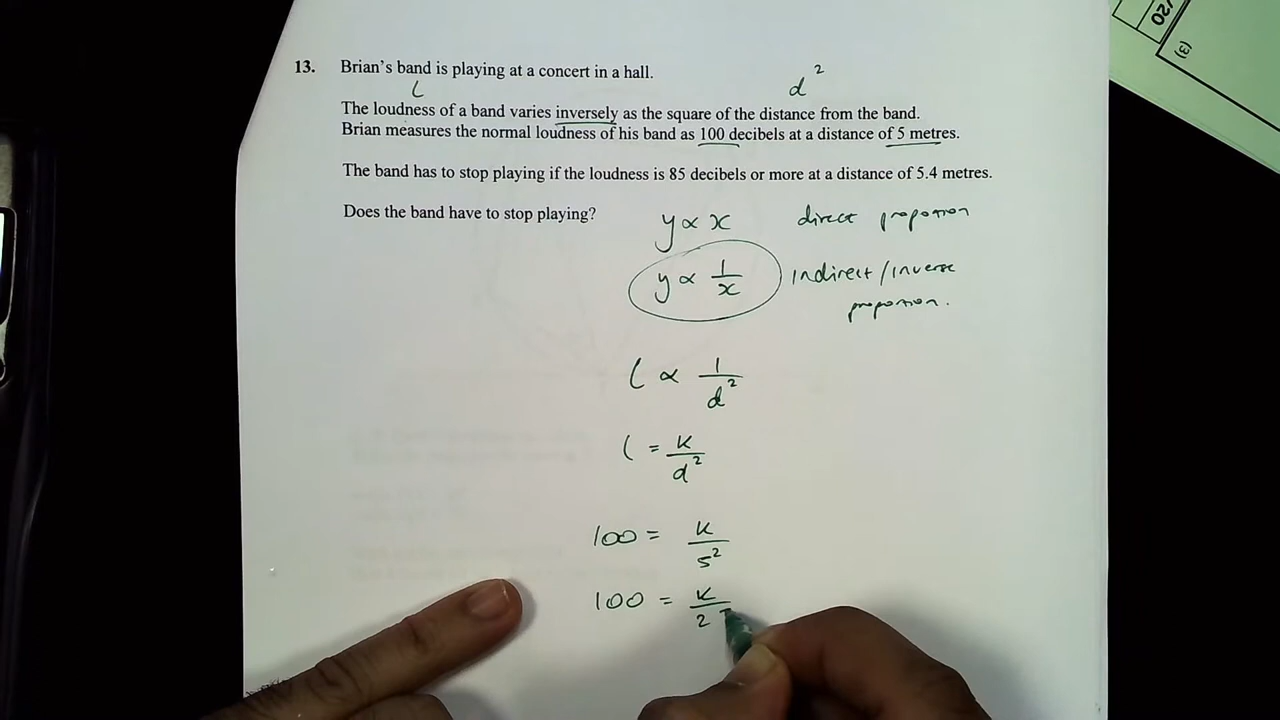 /20
(3)
13. Brian's band is playing at a concert in a hall.
L d²
The loudness of a band varies inversely as the square of the distance from the band.
Brian measures the normal loudness of his band as 100 decibels at a distance of 5 metres.
The band has to stop playing if the loudness is 85 decibels or more at a distance of 5.4 metres.
Does the band have to stop playing?
y ∝ x direct proportion
y ∝ 1/x indirect/inverse
proportion.
L ∝ 1/d²
L = k/d²
100 = k/5²
100 = k/2